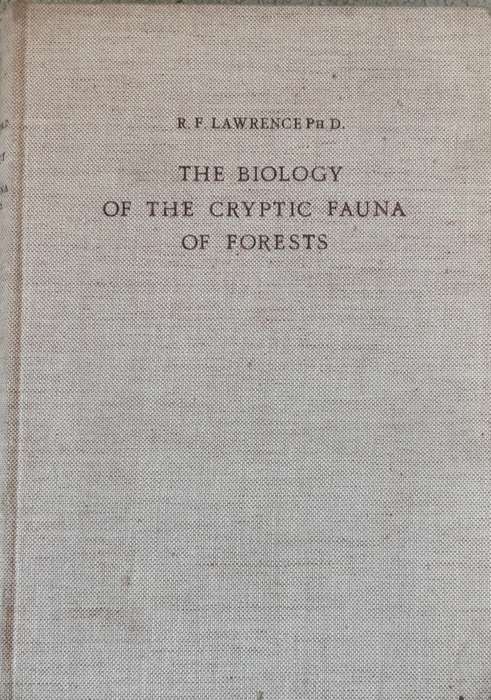 R. F. LAWRENCE PH D.
THE BIOLOGY
OF THE CRYPTIC FAUNA
OF FORESTS